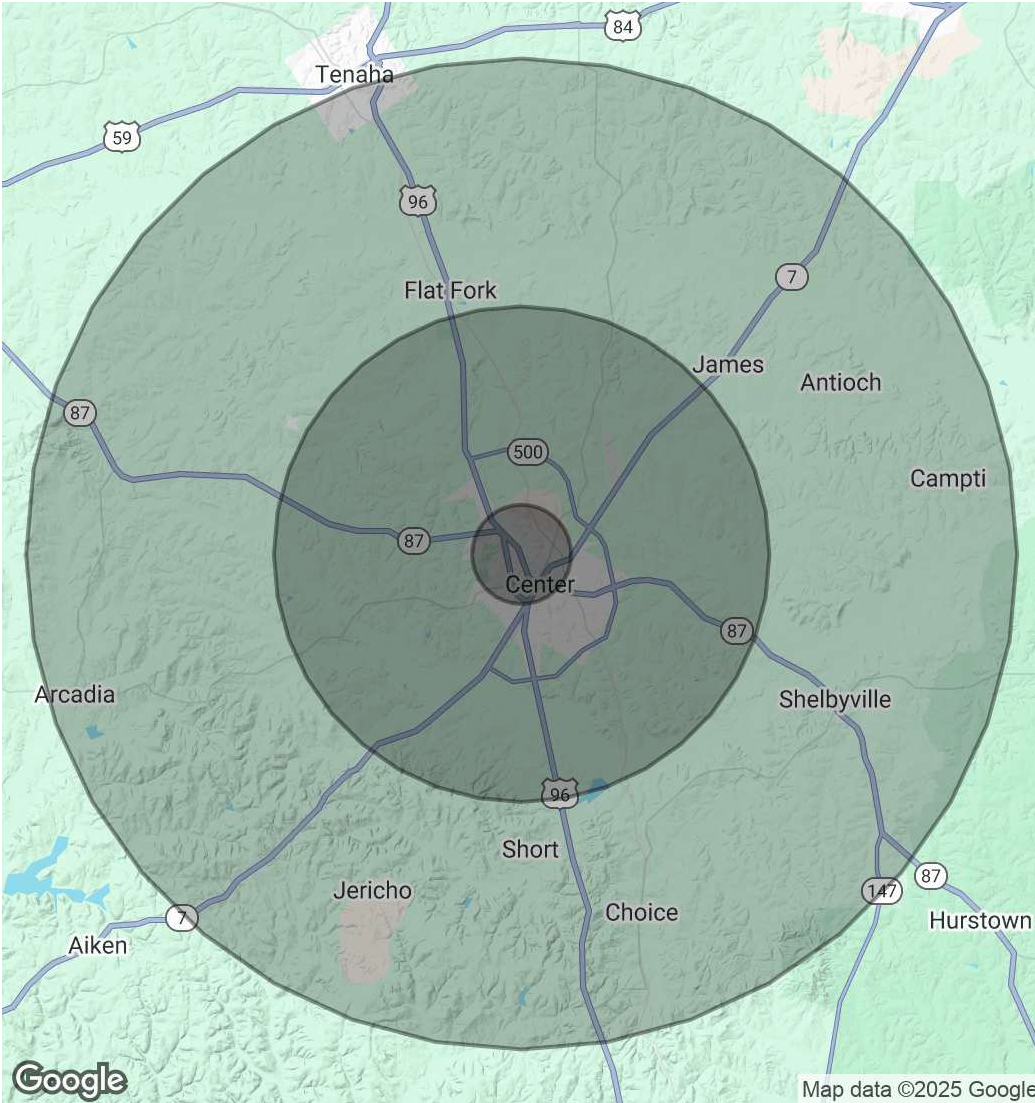 84
Tenaha
59
96
7
Flat Fork
James
Antioch
87
500
Campti
87
Center
87
Arcadia
Shelbyville
96
Short
Jericho
87
147
Choice
7
Hurstown
Aiken
Google
Map data ©2025 Google